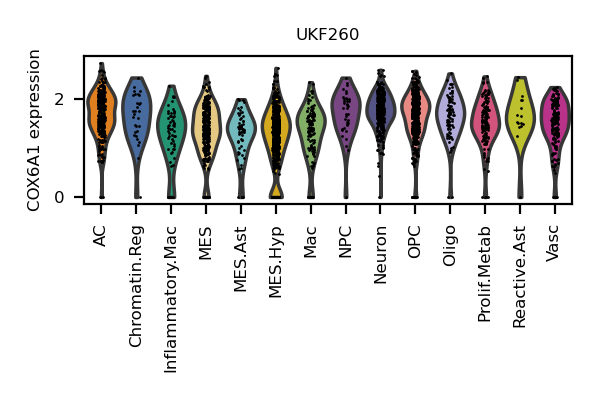 UKF260
COX6A1 expression
2
0
AC
Chromatin.Reg
Inflammatory.Mac
MES
MES.Ast
MES.Hyp
Mac
NPC
Neuron
OPC
Oligo
Prolif.Metab
Reactive.Ast
Vasc